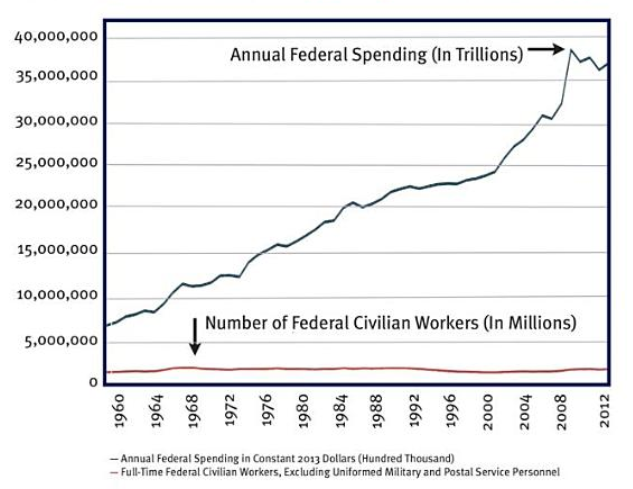 40,000,000
Annual Federal Spending (In Trillions)
35,000,000
30,000,000
25,000,000
20,000,000
15,000,000
10,000,000
Number of Federal Civilian Workers (In Millions)
5,000,000
0
1960 1964 1968 1972 1976 1980 1984 1988 1992 1996 2000 2004 2008 2012
— Annual Federal Spending in Constant 2013 Dollars (Hundred Thousand)
— Full-Time Federal Civilian Workers, Excluding Uniformed Military and Postal Service Personnel